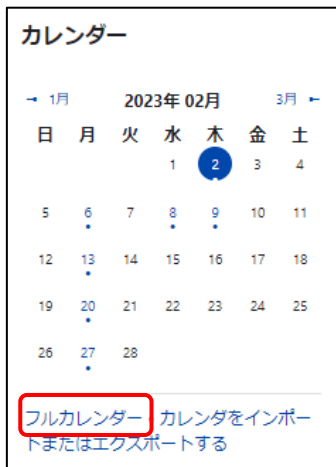 カレンダー
1月 2023年 02月 3月
日 月 火 水 木 金 土
1 2 3 4
5 6 7 8 9 10 11
12 13 14 15 16 17 18
19 20 21 22 23 24 25
26 27 28
フルカレンダー カレンダをインポー
トまたはエクスポートする